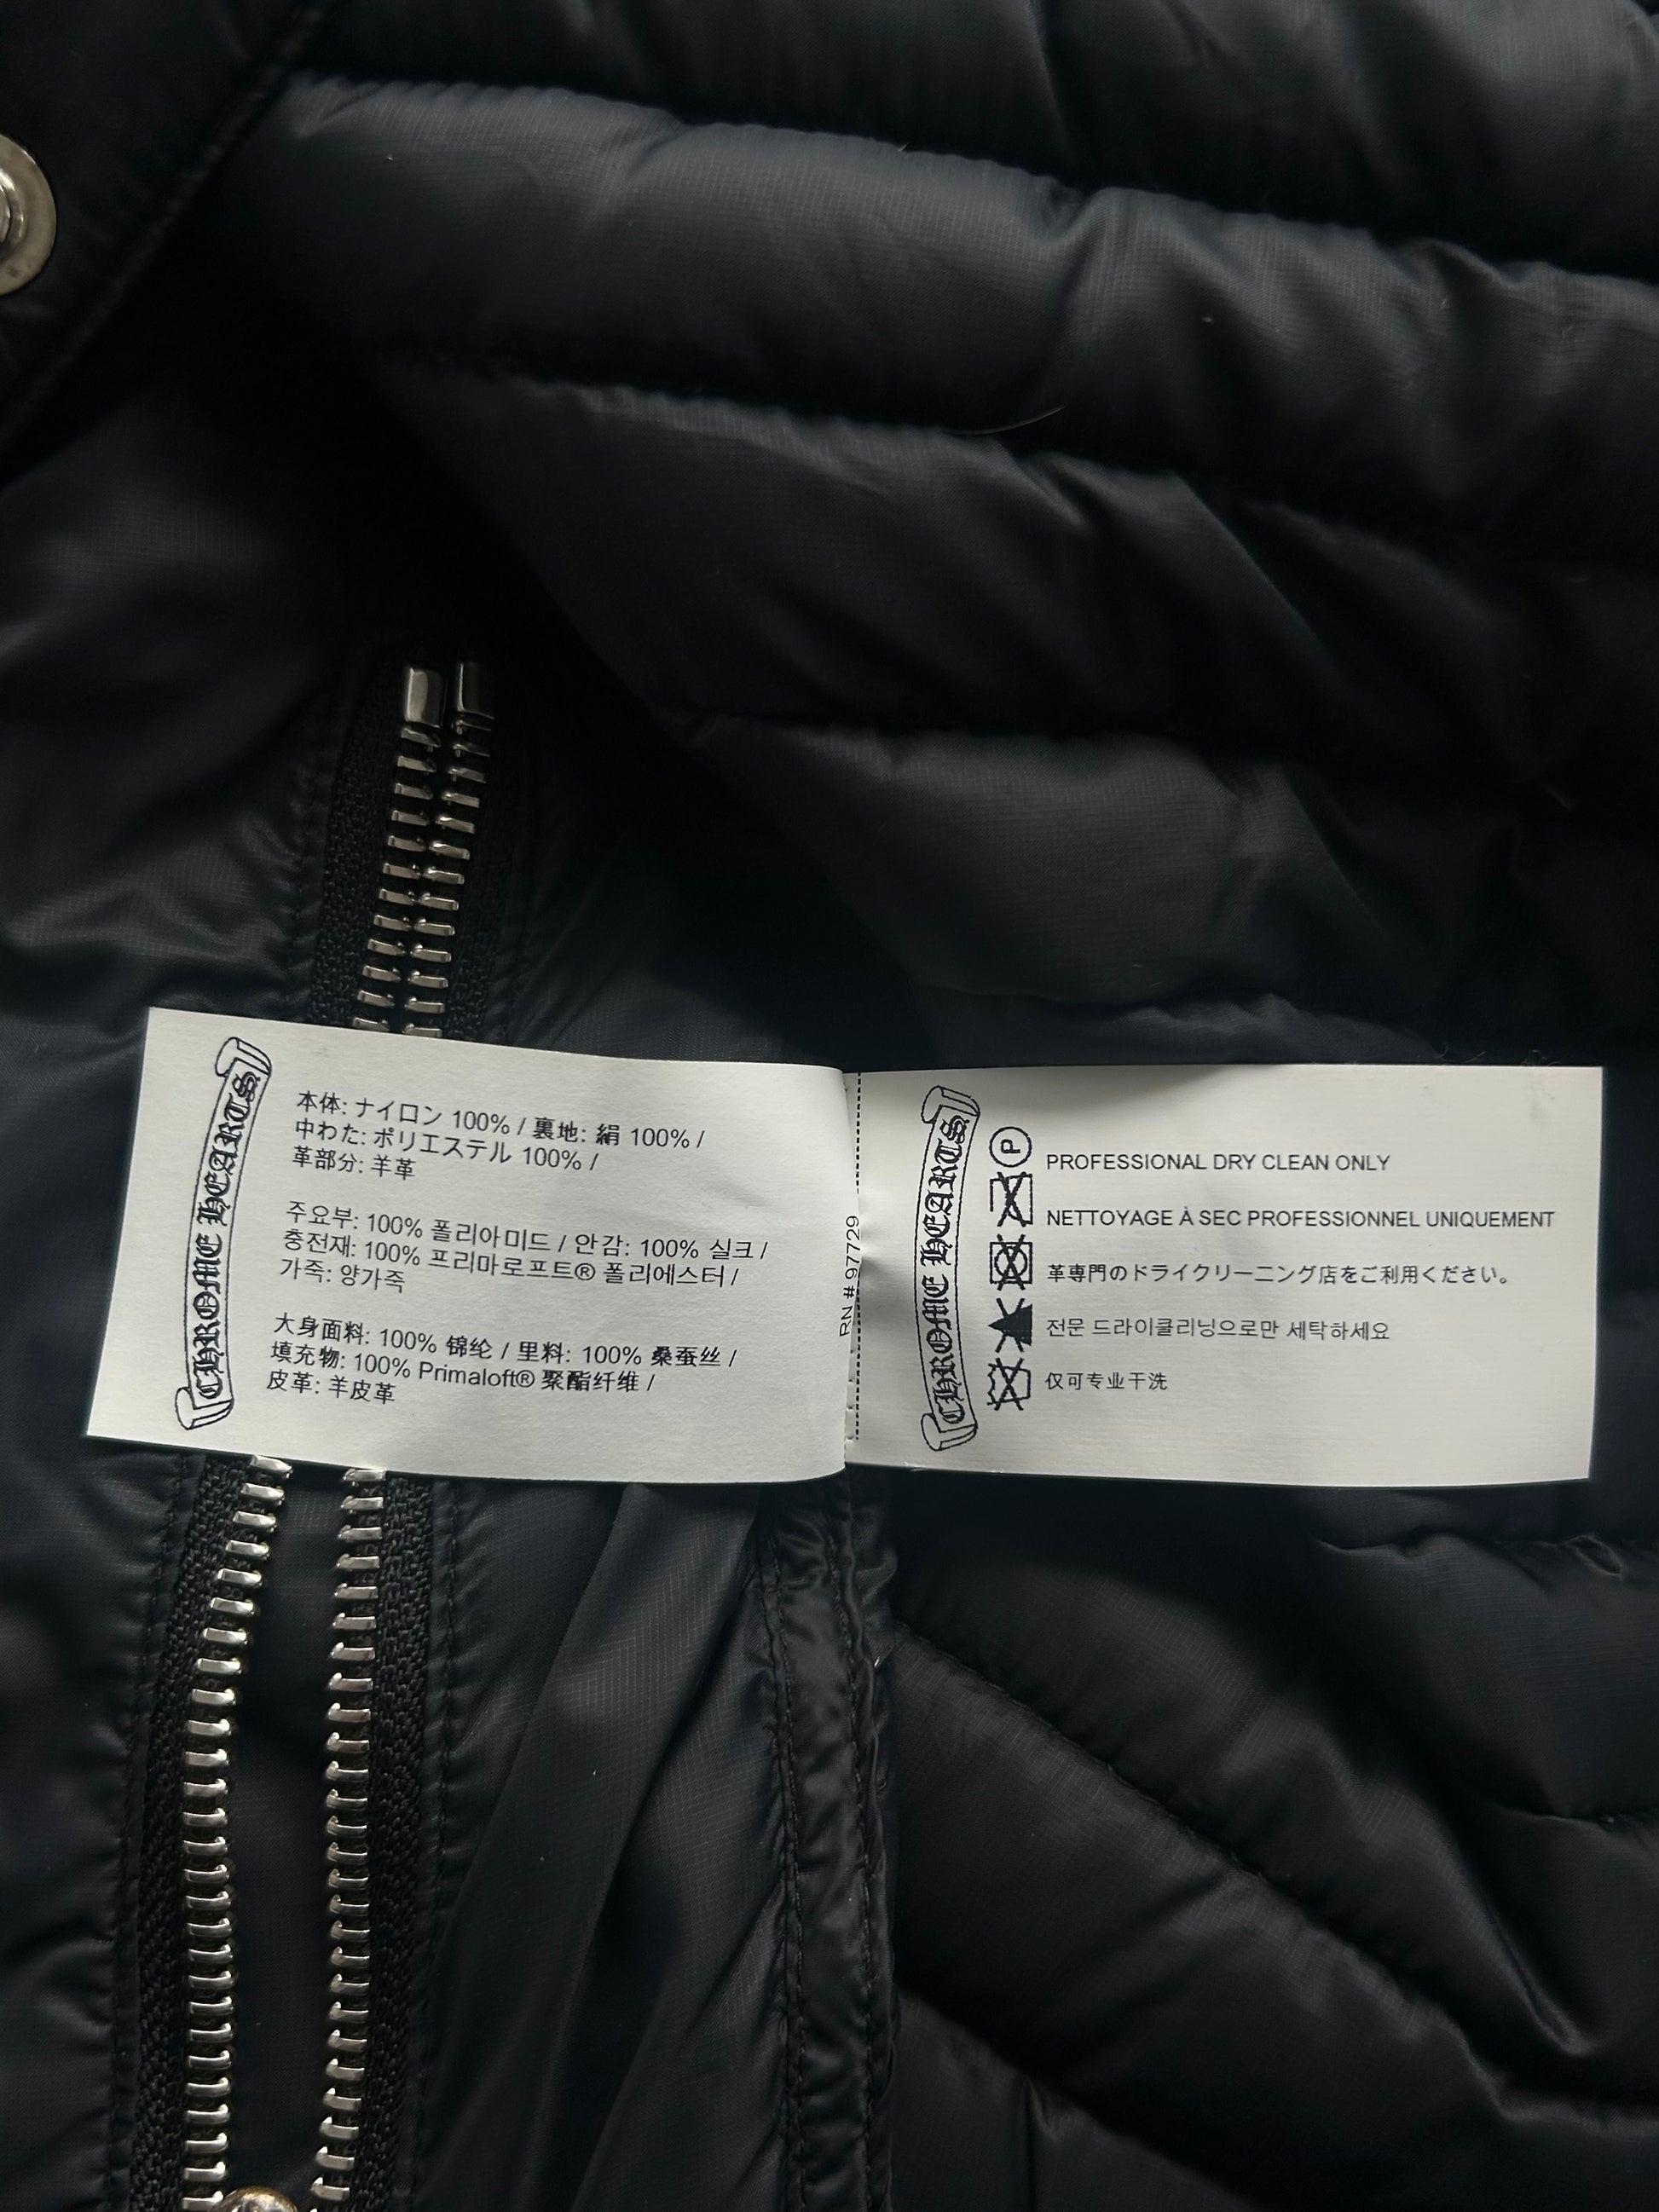 CHROME HEARTS
本体: ナイロン 100% / 裏地: 絹 100% /
中わた: ポリエステル 100% /
革部分: 羊革
주요부: 100% 폴리아미드 / 안감: 100% 실크 /
충전재: 100% 프리마로프트® 폴리에스터 /
가죽: 양가죽
大身面料: 100% 锦纶 / 里料: 100% 桑蚕丝 /
填充物: 100% Primaloft® 聚酯纤维 /
皮革: 羊皮革
RN # 97729
CHROME HEARTS
P
PROFESSIONAL DRY CLEAN ONLY
NETTOYAGE À SEC PROFESSIONNEL UNIQUEMENT
革専門のドライクリーニング店をご利用ください。
전문 드라이클리닝으로만 세탁하세요
仅可专业干洗